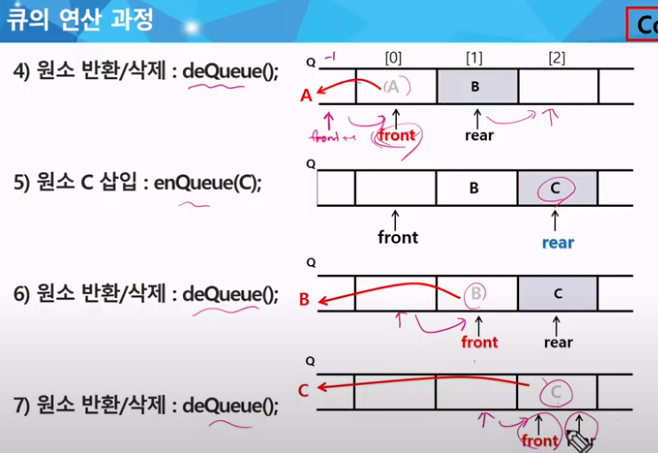 큐의 연산 과정
Co
4) 원소 반환/삭제 : deQueue();
Q -1 [0] [1] [2]
A (A) B
front++ front rear
5) 원소 C 삽입 : enQueue(C);
Q
B C
front rear
6) 원소 반환/삭제 : deQueue();
Q
B B C
front rear
7) 원소 반환/삭제 : deQueue();
Q
C C
front